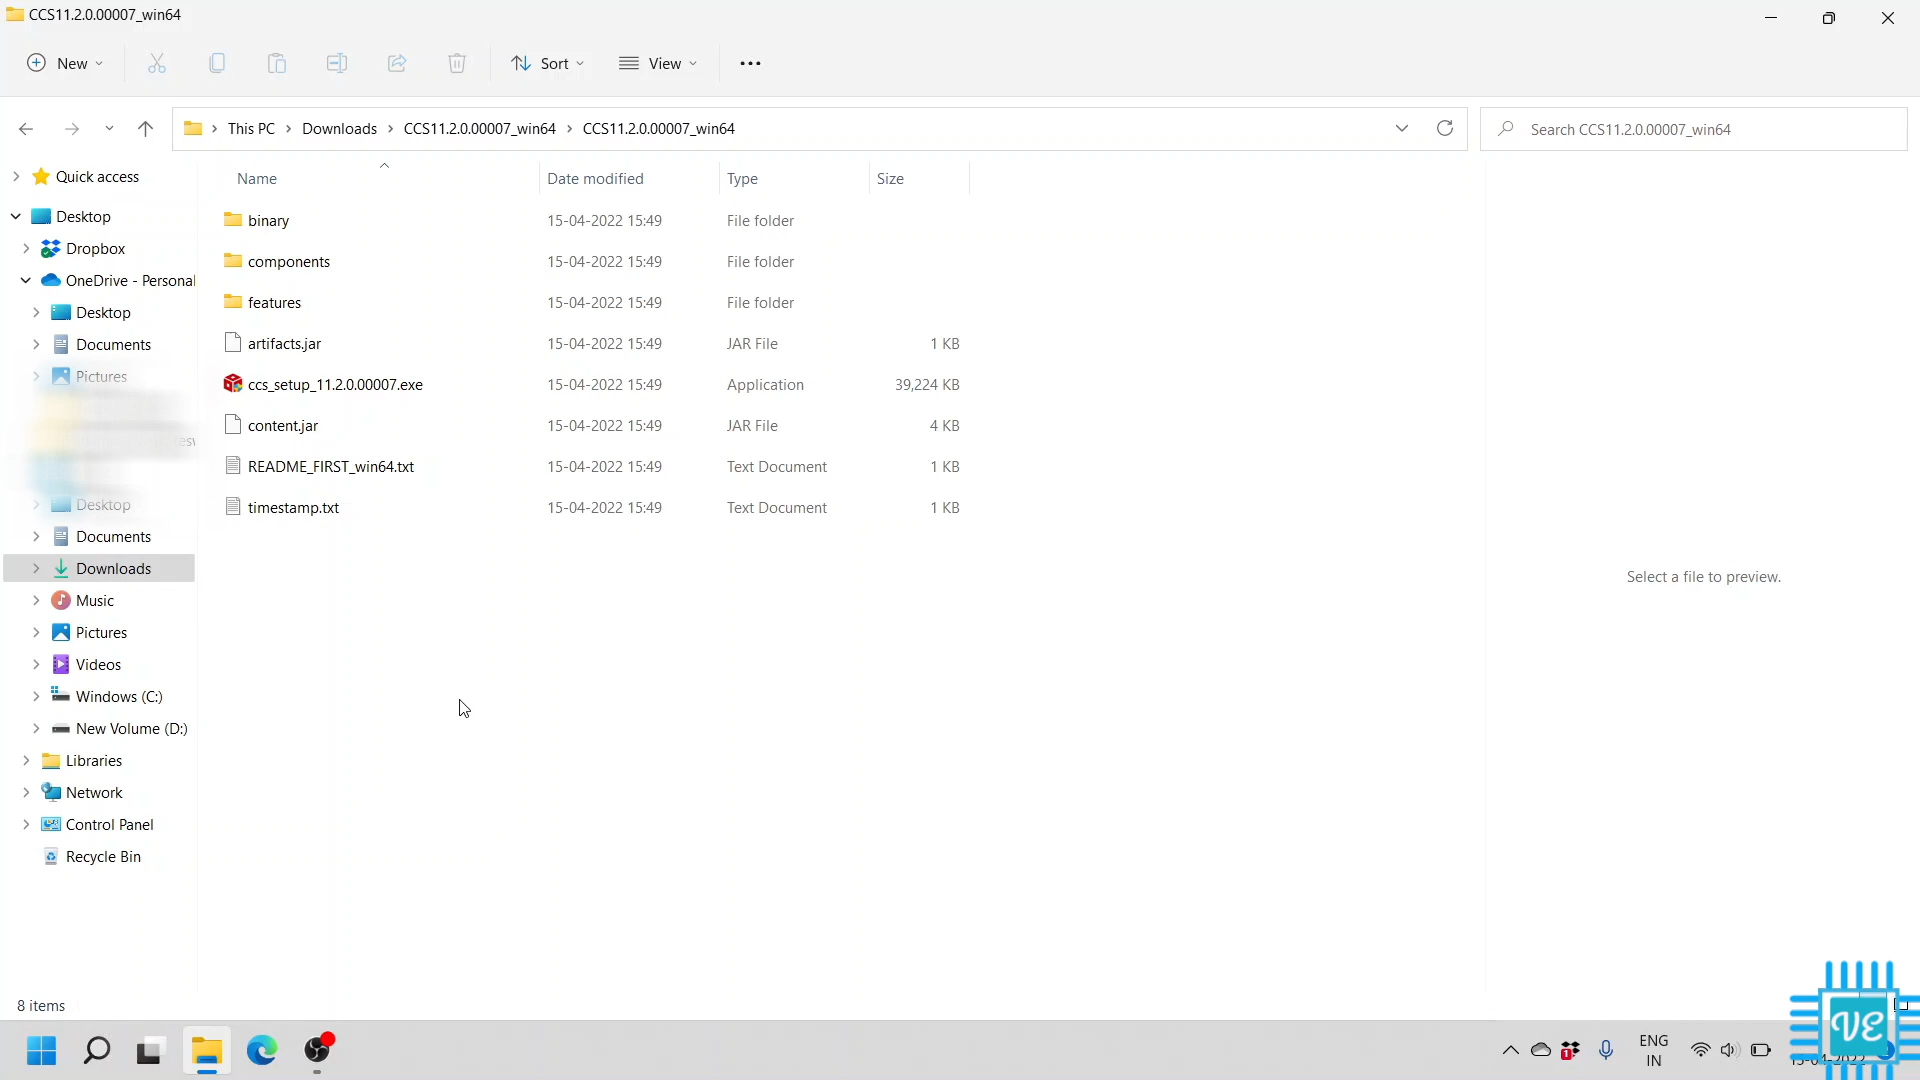 CCS11.2.0.00007_win64
New Sort View
This PC Downloads CCS11.2.0.00007_win64 CCS11.2.0.00007_win64
Search CCS11.2.0.00007_win64
Quick access
Desktop
Dropbox
OneDrive - Personal
Desktop
Documents
Pictures
Desktop
Documents
Downloads
Music
Pictures
Videos
Windows (C:)
New Volume (D:)
Libraries
Network
Control Panel
Recycle Bin
Name Date modified Type Size
binary 15-04-2022 15:49 File folder
components 15-04-2022 15:49 File folder
features 15-04-2022 15:49 File folder
artifacts.jar 15-04-2022 15:49 JAR File 1 KB
ccs_setup_11.2.0.00007.exe 15-04-2022 15:49 Application 39,224 KB
content.jar 15-04-2022 15:49 JAR File 4 KB
README_FIRST_win64.txt 15-04-2022 15:49 Text Document 1 KB
timestamp.txt 15-04-2022 15:49 Text Document 1 KB
Select a file to preview.
8 items
1
ENG
IN
VE